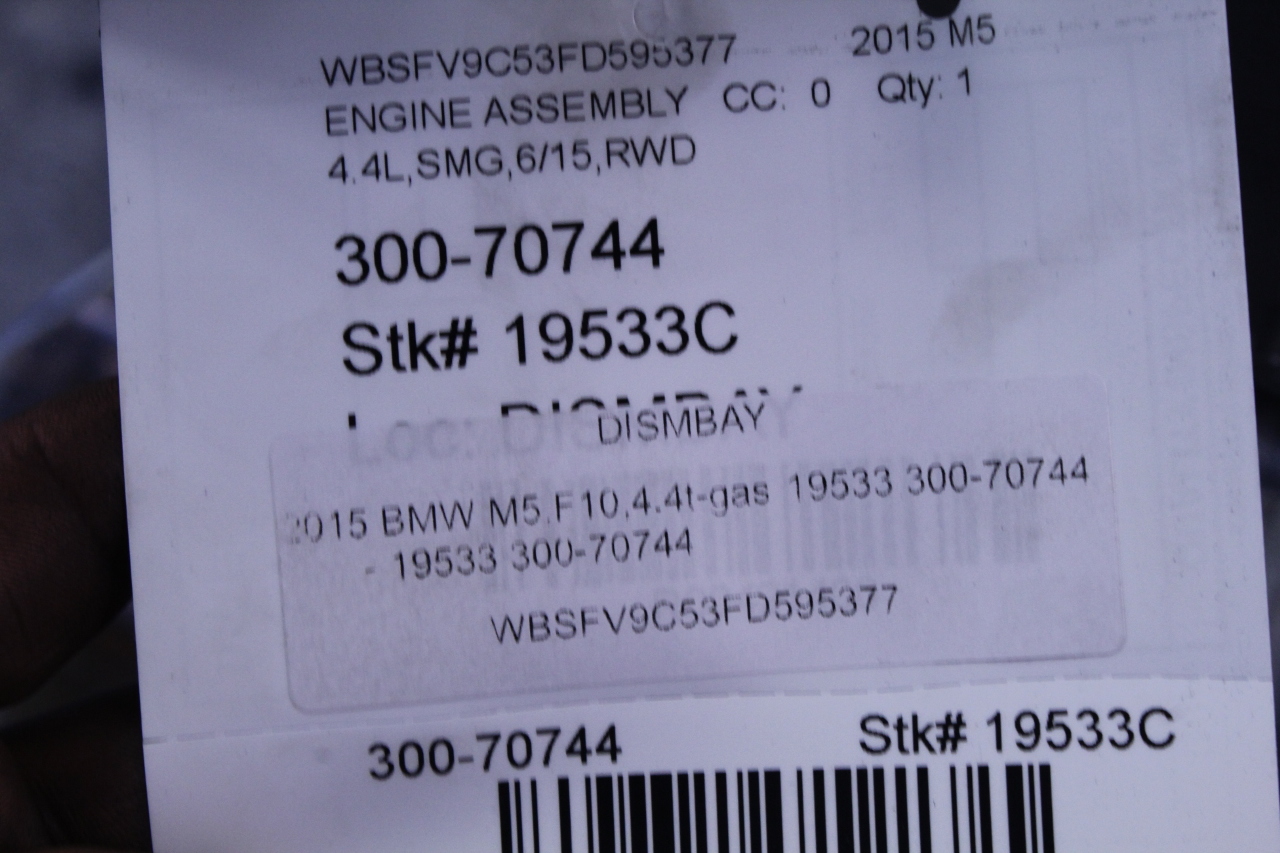 WBSFV9C53FD595377 2015 M5
ENGINE ASSEMBLY CC: 0 Qty: 1
4.4L,SMG,6/15,RWD
300-70744
Stk# 19533C
Loc: DISMBAY
DISMBAY
2015 BMW M5,F10,4.4t-gas 19533 300-70744
- 19533 300-70744
WBSFV9C53FD595377
300-70744 Stk# 19533C